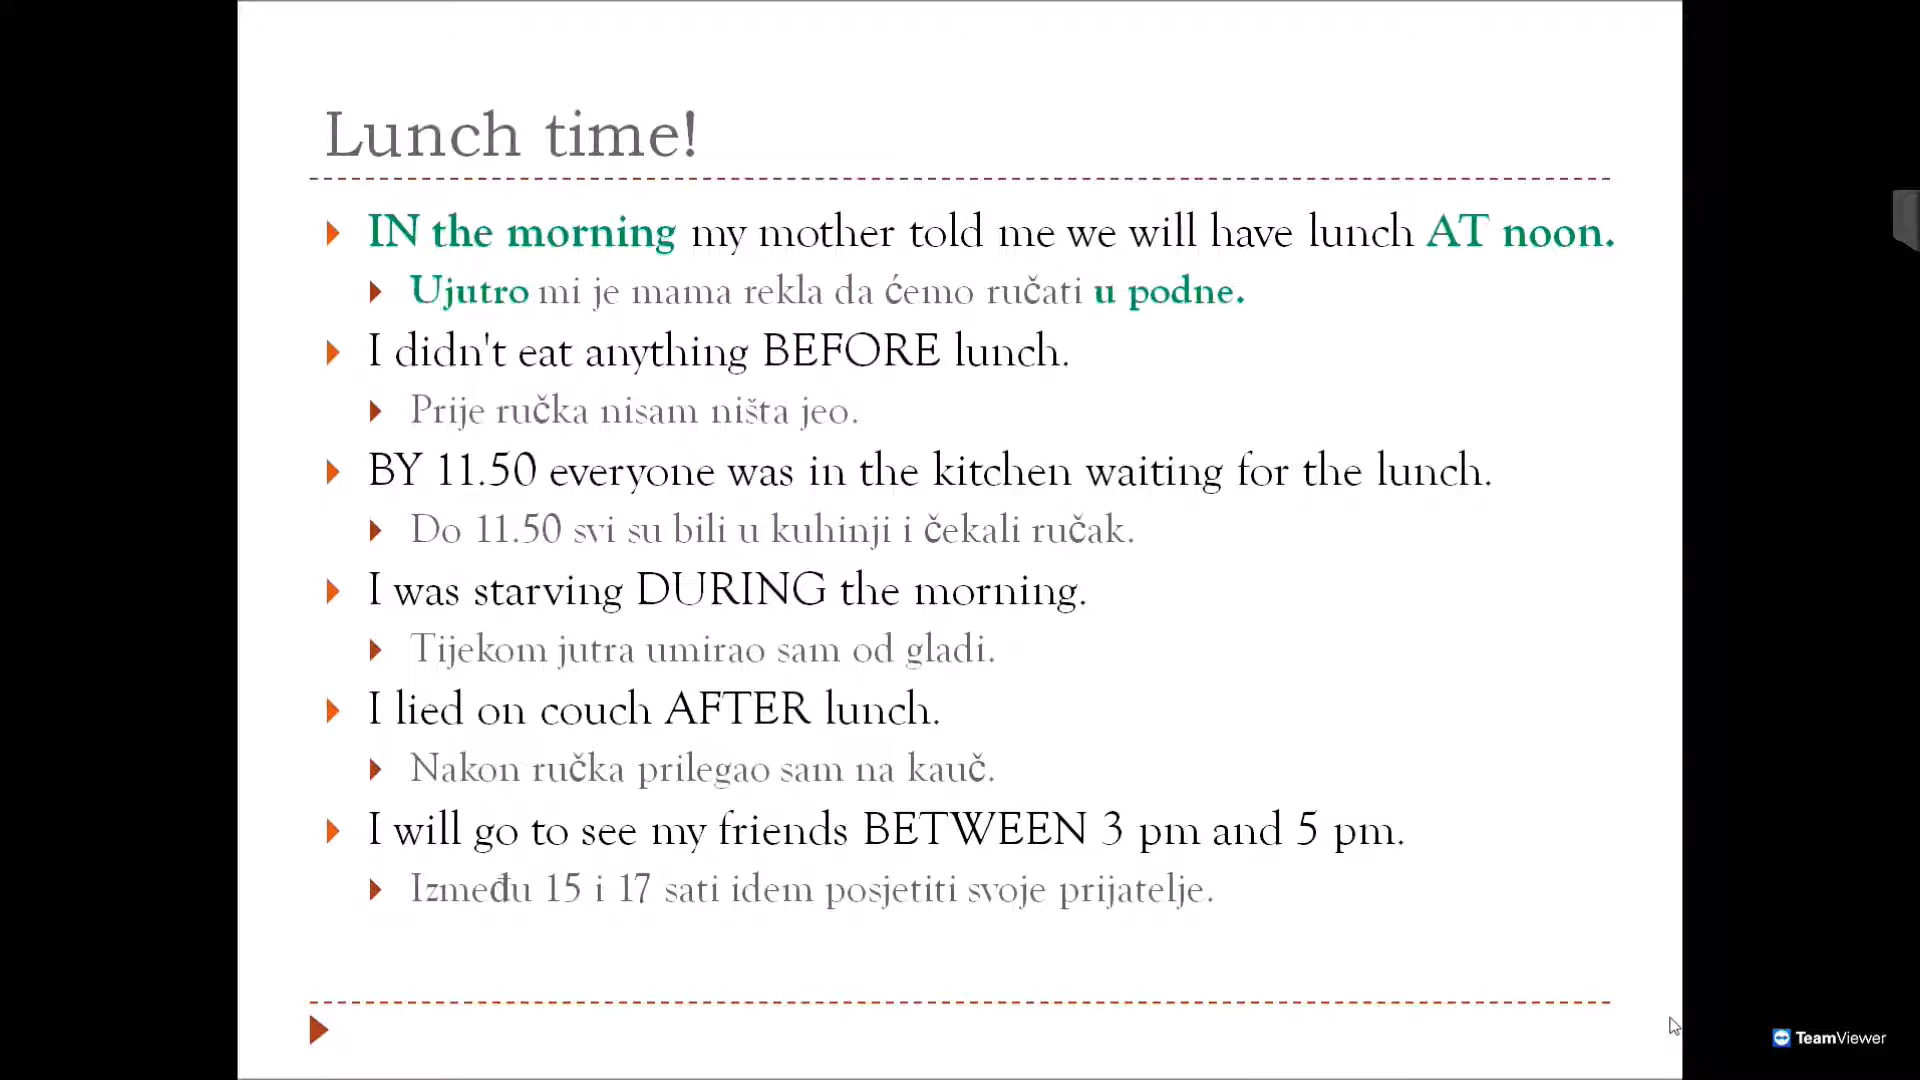 Lunch time!
IN the morning my mother told me we will have lunch AT noon.
Ujutro mi je mama rekla da ćemo ručati u podne.
I didn't eat anything BEFORE lunch.
Prije ručka nisam ništa jeo.
BY 11.50 everyone was in the kitchen waiting for the lunch.
Do 11.50 svi su bili u kuhinji i čekali ručak.
I was starving DURING the morning.
Tijekom jutra umirao sam od gladi.
I lied on couch AFTER lunch.
Nakon ručka prilegao sam na kauč.
I will go to see my friends BETWEEN 3 pm and 5 pm.
Između 15 i 17 sati idem posjetiti svoje prijatelje.
TeamViewer